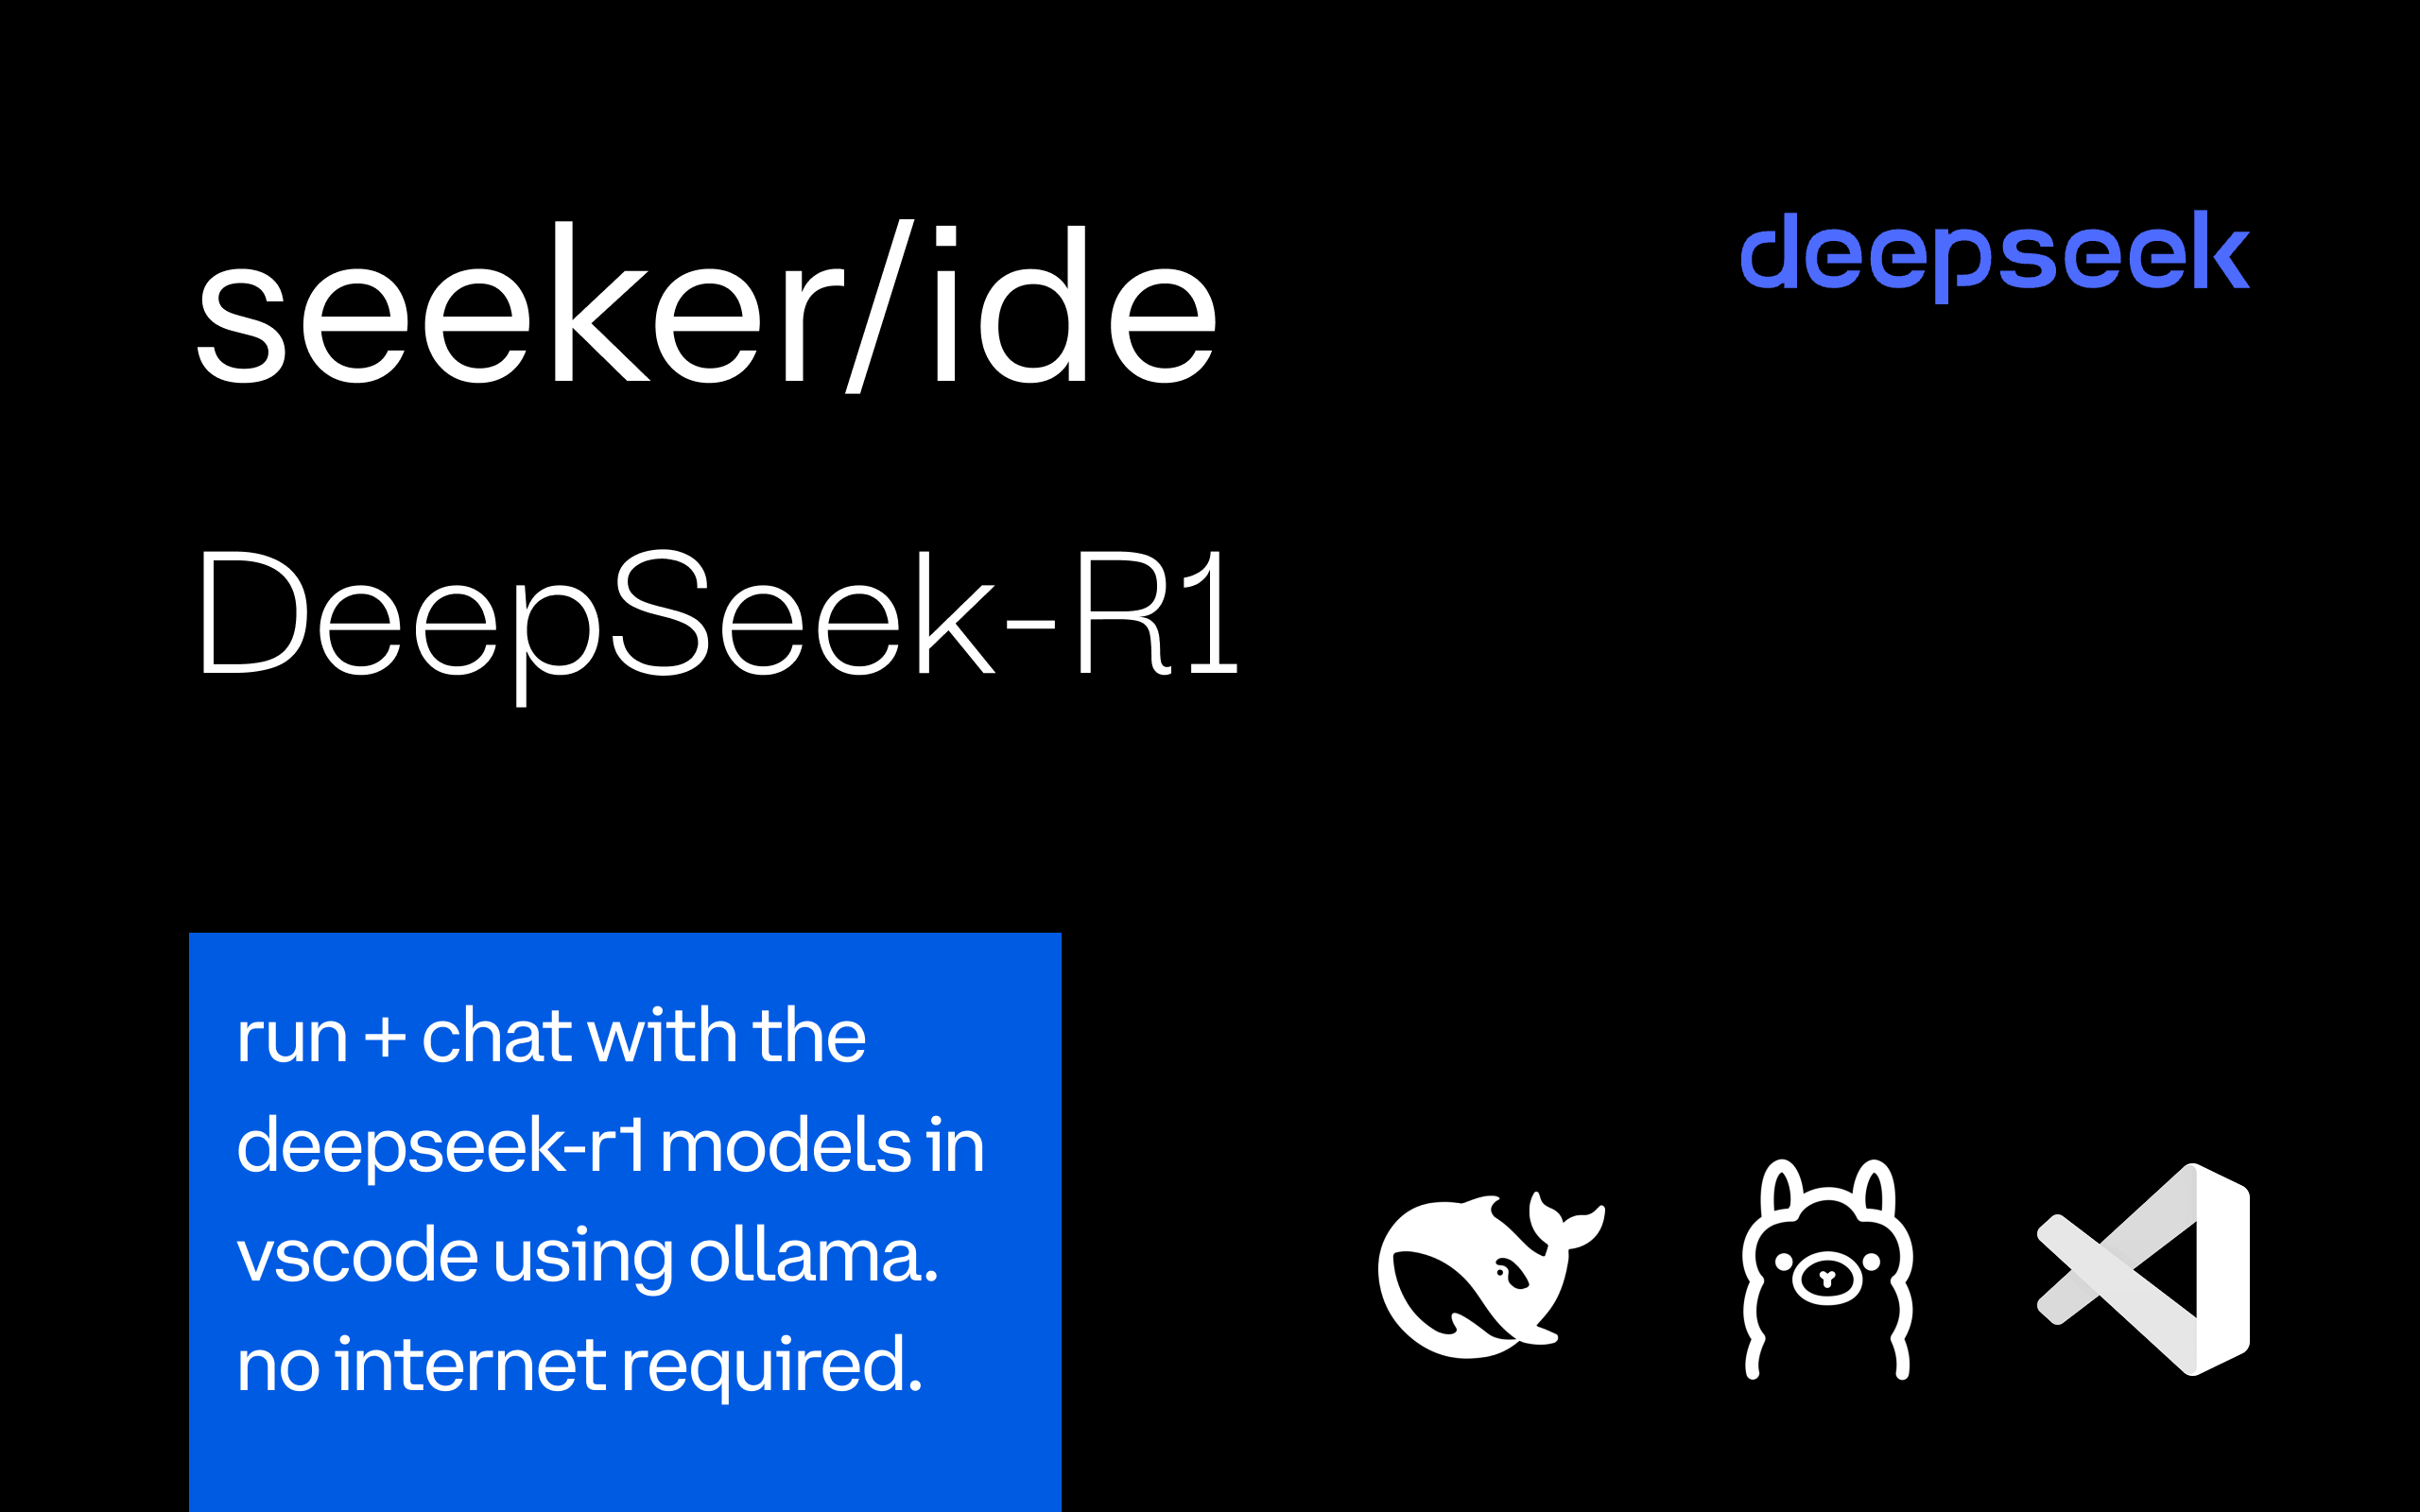 seeker/ide
deepseek
DeepSeek-R1
run + chat with the
deepseek-r1 models in
vscode using ollama.
no internet required.